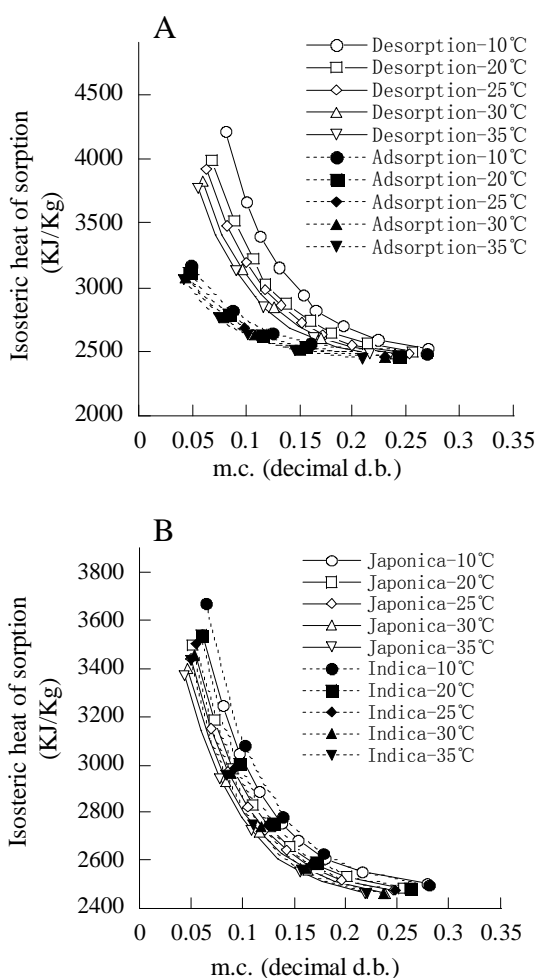 A
Desorption-10℃
Desorption-20℃
Desorption-25℃
Desorption-30℃
Desorption-35℃
Adsorption-10℃
Adsorption-20℃
Adsorption-25℃
Adsorption-30℃
Adsorption-35℃
4500
4000
3500
3000
2500
2000
Isosteric heat of sorption
(KJ/Kg)
0 0.05 0.1 0.15 0.2 0.25 0.3 0.35
m.c. (decimal d.b.)
B
Japonica-10℃
Japonica-20℃
Japonica-25℃
Japonica-30℃
Japonica-35℃
Indica-10℃
Indica-20℃
Indica-25℃
Indica-30℃
Indica-35℃
3800
3600
3400
3200
3000
2800
2600
2400
Isosteric heat of sorption
(KJ/Kg)
0 0.05 0.1 0.15 0.2 0.25 0.3 0.35
m.c. (decimal d.b.)